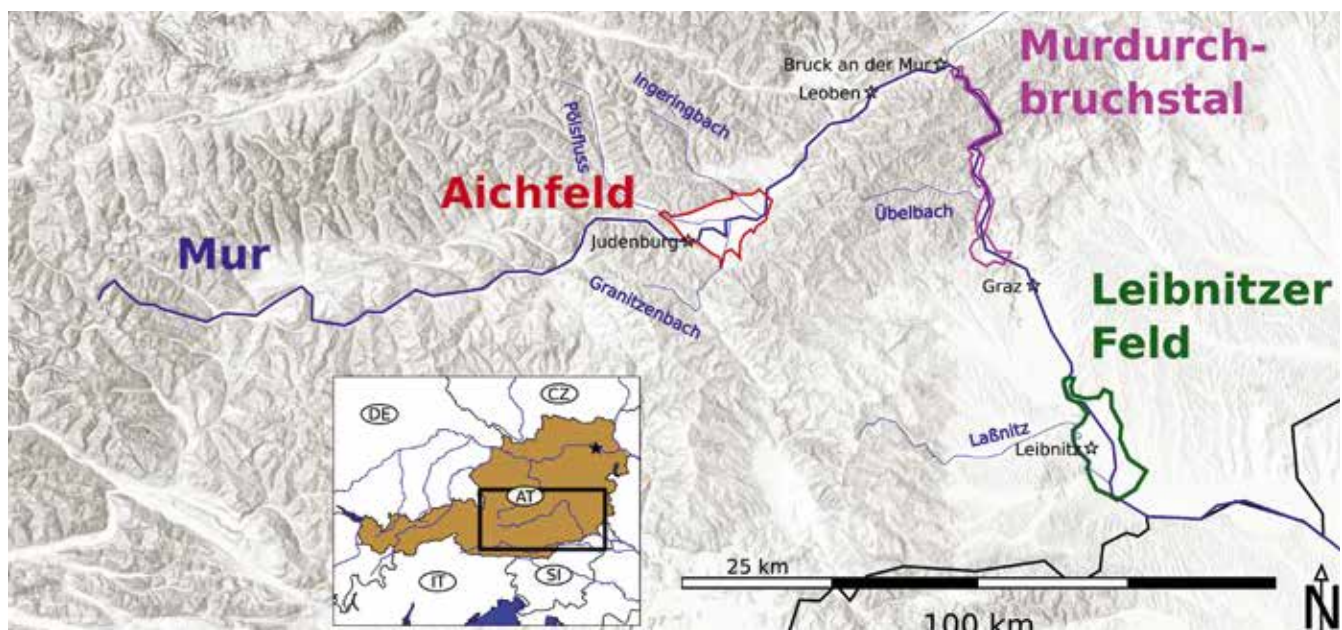 Murdurch-
bruchstal
Bruck an der Mur
Leoben
Ingeringbach
Pölsfluss
Aichfeld
Übelbach
Judenburg
Mur
Granitzenbach
Graz
Leibnitzer
Feld
Laßnitz
Leibnitz
CZ
DE
AT
IT
SI
25 km
100 km
N